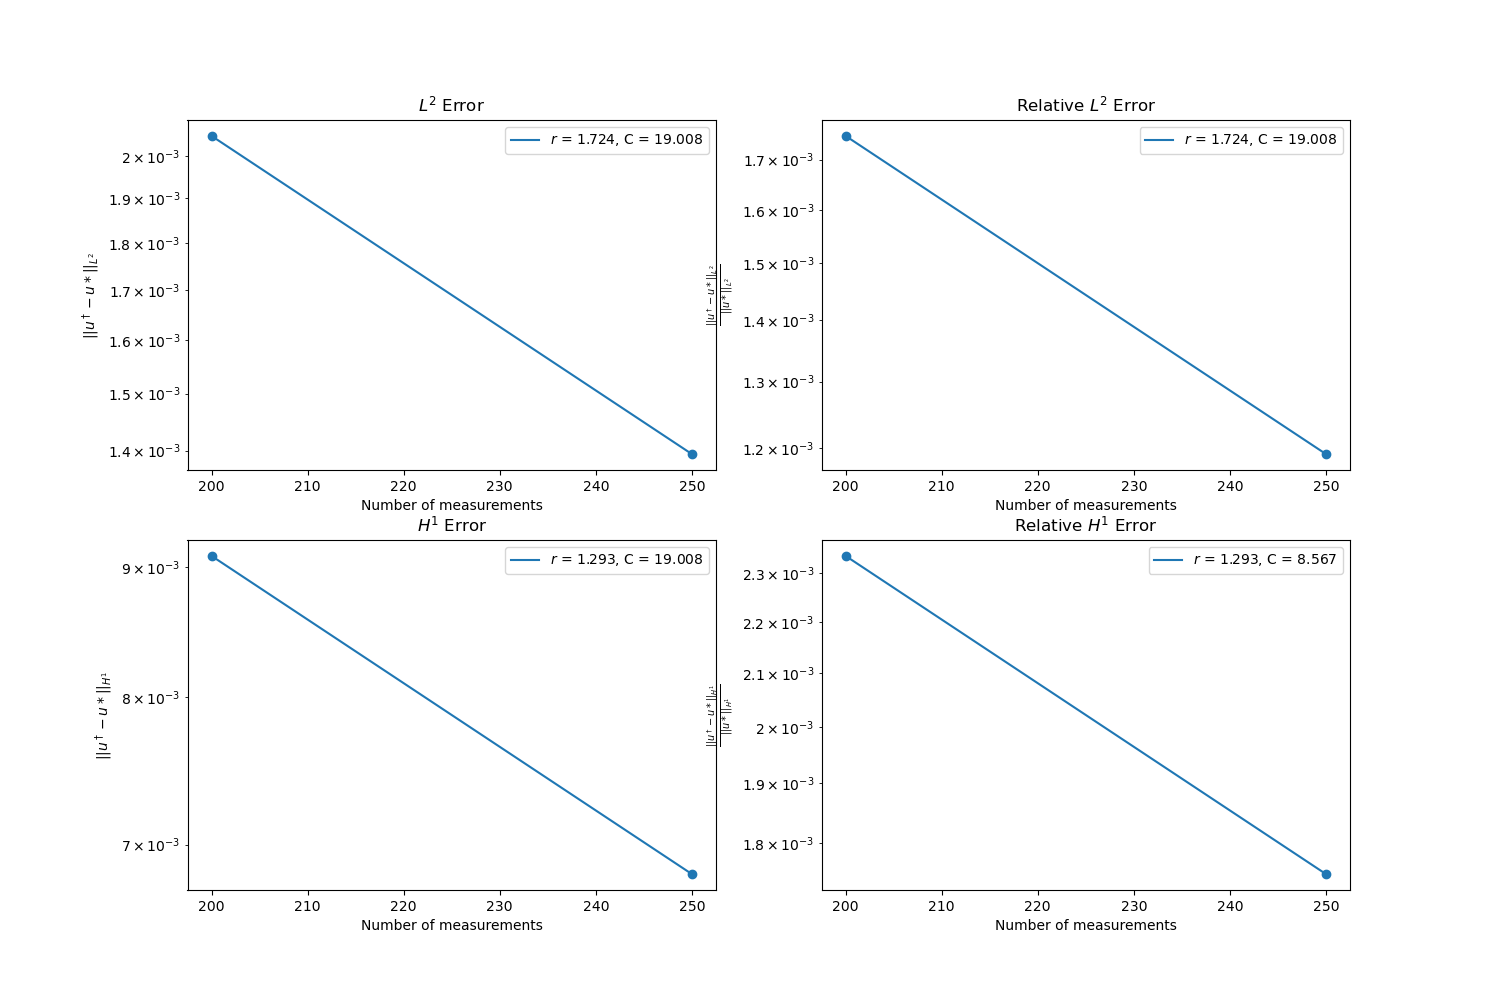 L² Error
r = 1.724, C = 19.008
2 × 10⁻³
1.9 × 10⁻³
1.8 × 10⁻³
1.7 × 10⁻³
1.6 × 10⁻³
1.5 × 10⁻³
1.4 × 10⁻³
||u† − u*||_L²
200 210 220 230 240 250
Number of measurements
Relative L² Error
r = 1.724, C = 19.008
1.7 × 10⁻³
1.6 × 10⁻³
1.5 × 10⁻³
1.4 × 10⁻³
1.3 × 10⁻³
1.2 × 10⁻³
||u† − u*||_L²
||u*||_L²
200 210 220 230 240 250
Number of measurements
H¹ Error
r = 1.293, C = 19.008
9 × 10⁻³
8 × 10⁻³
7 × 10⁻³
||u† − u*||_H¹
200 210 220 230 240 250
Number of measurements
Relative H¹ Error
r = 1.293, C = 8.567
2.3 × 10⁻³
2.2 × 10⁻³
2.1 × 10⁻³
2 × 10⁻³
1.9 × 10⁻³
1.8 × 10⁻³
||u† − u*||_H¹
||u*||_H¹
200 210 220 230 240 250
Number of measurements